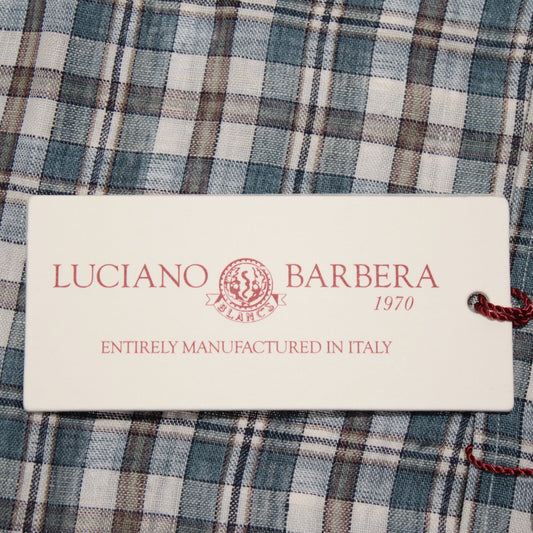 LUCIANO BARBERA
1970
BLANCS
ENTIRELY MANUFACTURED IN ITALY